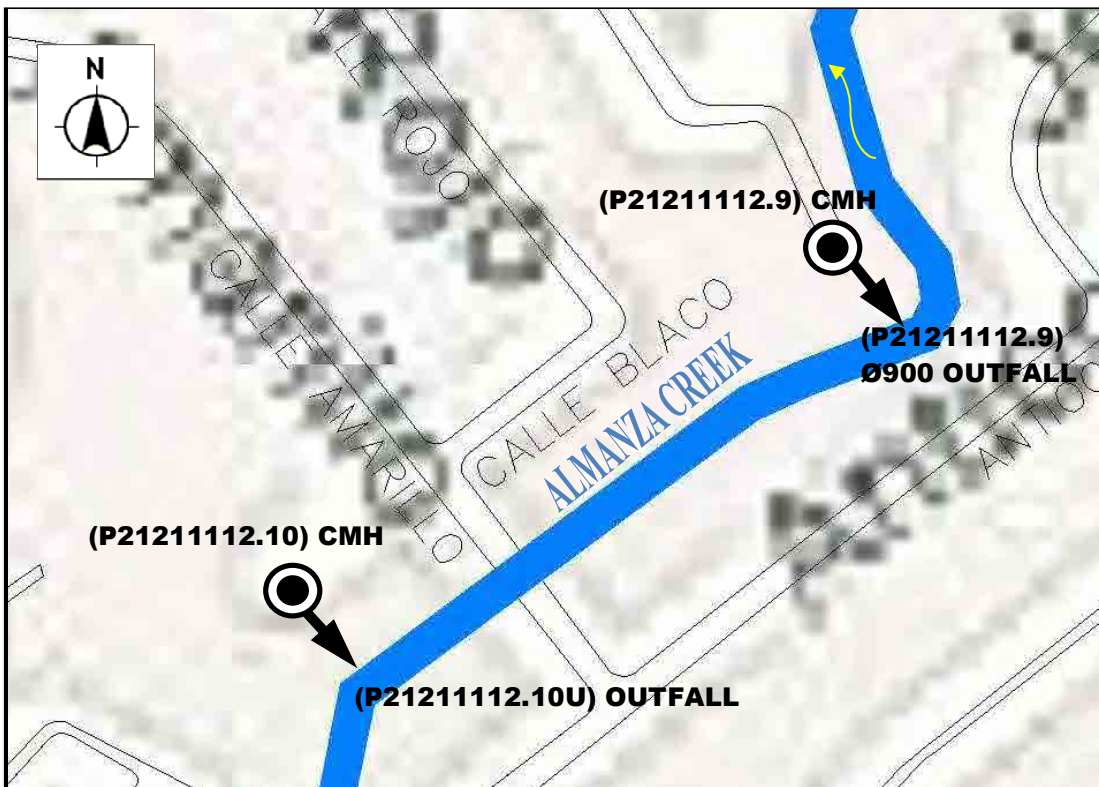 N
ROJO
(P21211112.9) CMH
CALLE AMARILLO
CALLE BLACO
ALMANZA CREEK
(P21211112.9)
Ø900 OUTFALL
(P21211112.10) CMH
(P21211112.10U) OUTFALL